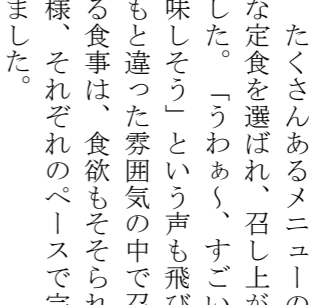 たくさんあるメニューの
な定食を選ばれ、召し上が
した。「うわぁ～、すごい
味しそう」という声も飛び
もと違った雰囲気の中で召
る食事は、食欲もそそられ
様、それぞれのペースで完
ました。